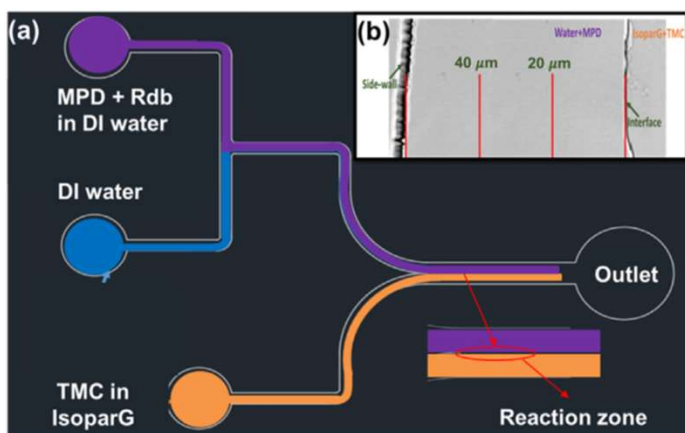 (a)
MPD + Rdb
in DI water
DI water
TMC in
IsoparG
Outlet
Reaction zone
(b)
Water+MPD
IsoparG+TMC
Side-wall
40 μm
20 μm
Interface